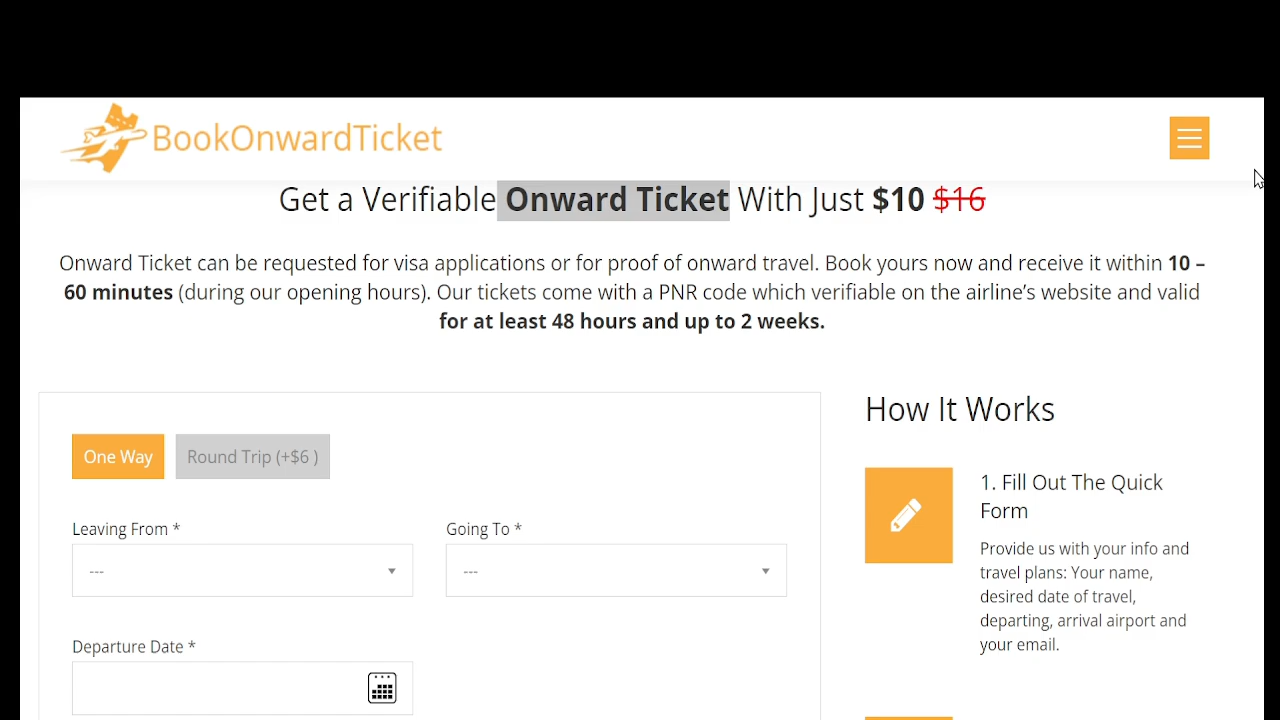 BookOnwardTicket
Get a Verifiable Onward Ticket With Just $10 $16
Onward Ticket can be requested for visa applications or for proof of onward travel. Book yours now and receive it within 10 –
60 minutes (during our opening hours). Our tickets come with a PNR code which verifiable on the airline’s website and valid
for at least 48 hours and up to 2 weeks.
One Way
Round Trip (+$6 )
Leaving From *
Going To *
---
---
Departure Date *
How It Works
1. Fill Out The Quick
Form
Provide us with your info and
travel plans: Your name,
desired date of travel,
departing, arrival airport and
your email.